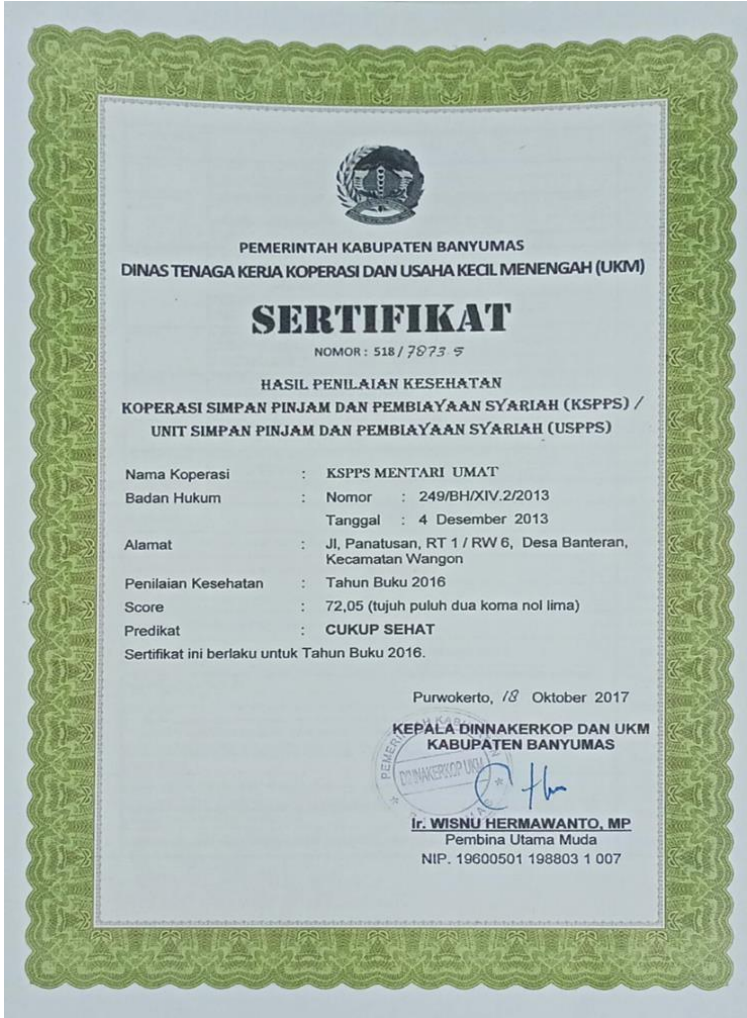 PEMERINTAH KABUPATEN BANYUMAS
DINAS TENAGA KERJA KOPERASI DAN USAHA KECIL MENENGAH (UKM)
SERTIFIKAT
NOMOR : 518 /
HASIL PENILAIAN KESEHATAN
KOPERASI SIMPAN PINJAM DAN PEMBIAYAAN SYARIAH (KSPPS) /
UNIT SIMPAN PINJAM DAN PEMBIAYAAN SYARIAH (USPPS)
Nama Koperasi : KSPPS MENTARI UMAT
Badan Hukum : Nomor : 249/BH/XIV.2/2013
Tanggal : 4 Desember 2013
Alamat : Jl, Panatusan, RT 1 / RW 6, Desa Banteran,
Kecamatan Wangon
Penilaian Kesehatan : Tahun Buku 2016
Score : 72,05 (tujuh puluh dua koma nol lima)
Predikat : CUKUP SEHAT
Sertifikat ini berlaku untuk Tahun Buku 2016.
Purwokerto, 18 Oktober 2017
KEPALA DINNAKERKOP DAN UKM
KABUPATEN BANYUMAS
DINNAKERKOP UKM
Ir. WISNU HERMAWANTO, MP
Pembina Utama Muda
NIP. 19600501 198803 1 007